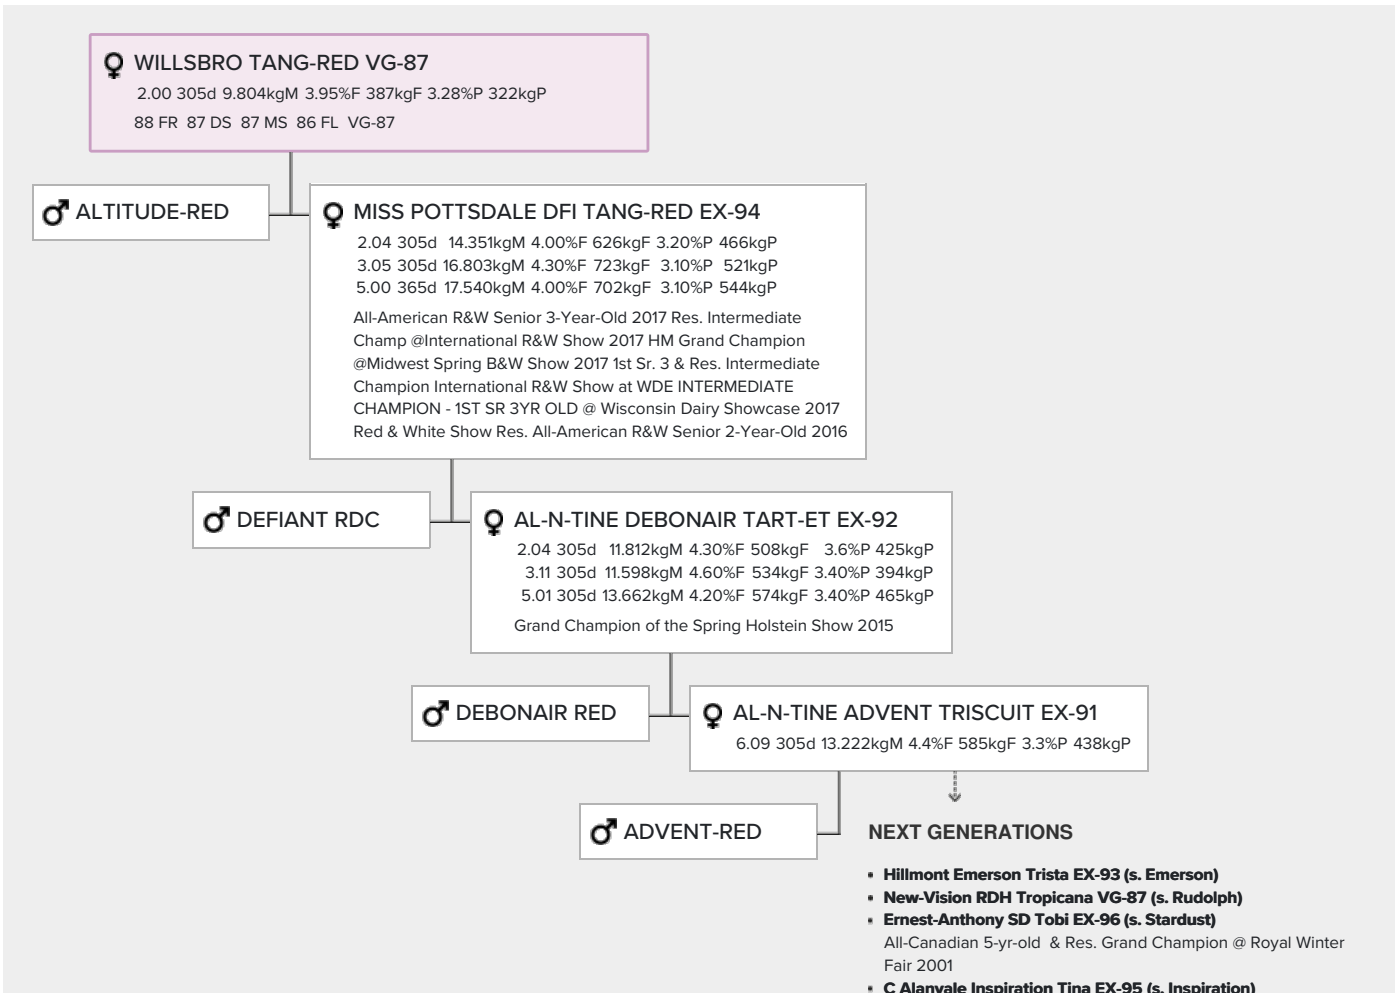 WILLSBRO TANG-RED VG-87
2.00 305d 9.804kgM 3.95%F 387kgF 3.28%P 322kgP
88 FR 87 DS 87 MS 86 FL VG-87
ALTITUDE-RED
MISS POTTSDALE DFI TANG-RED EX-94
2.04 305d 14.351kgM 4.00%F 626kgF 3.20%P 466kgP
3.05 305d 16.803kgM 4.30%F 723kgF 3.10%P 521kgP
5.00 365d 17.540kgM 4.00%F 702kgF 3.10%P 544kgP
All-American R&W Senior 3-Year-Old 2017 Res. Intermediate
Champ @International R&W Show 2017 HM Grand Champion
@Midwest Spring B&W Show 2017 1st Sr. 3 & Res. Intermediate
Champion International R&W Show at WDE INTERMEDIATE
CHAMPION - 1ST SR 3YR OLD @ Wisconsin Dairy Showcase 2017
Red & White Show Res. All-American R&W Senior 2-Year-Old 2016
DEFIANT RDC
AL-N-TINE DEBONAIR TART-ET EX-92
2.04 305d 11.812kgM 4.30%F 508kgF 3.6%P 425kgP
3.11 305d 11.598kgM 4.60%F 534kgF 3.40%P 394kgP
5.01 305d 13.662kgM 4.20%F 574kgF 3.40%P 465kgP
Grand Champion of the Spring Holstein Show 2015
DEBONAIR RED
AL-N-TINE ADVENT TRISCUIT EX-91
6.09 305d 13.222kgM 4.4%F 585kgF 3.3%P 438kgP
ADVENT-RED
NEXT GENERATIONS
• Hillmont Emerson Trista EX-93 (s. Emerson)
• New-Vision RDH Tropicana VG-87 (s. Rudolph)
• Ernest-Anthony SD Tobi EX-96 (s. Stardust)
All-Canadian 5-yr-old & Res. Grand Champion @ Royal Winter
Fair 2001
• C Alanvale Inspiration Tina EX-95 (s. Inspiration)